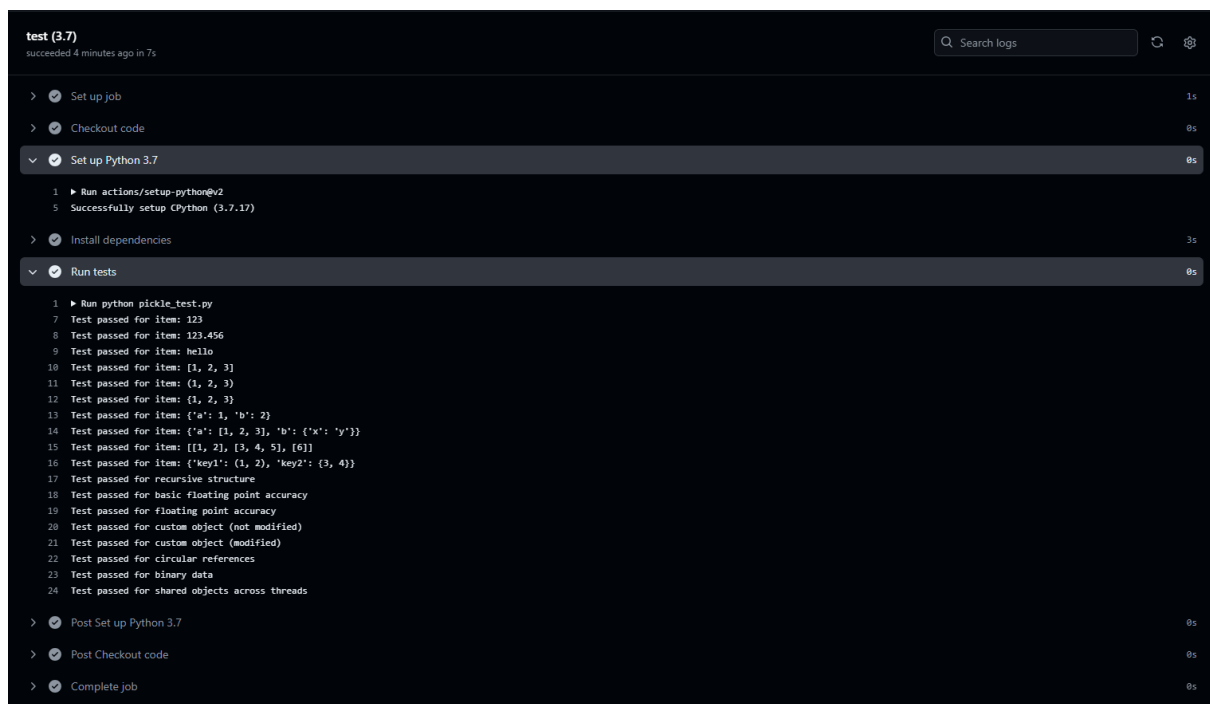 test (3.7)
succeeded 4 minutes ago in 7s
Search logs
Set up job 1s
Checkout code 0s
Set up Python 3.7 0s
1 ▶ Run actions/setup-python@v2
5 Successfully setup CPython (3.7.17)
Install dependencies 3s
Run tests 0s
1 ▶ Run python pickle_test.py
7 Test passed for item: 123
8 Test passed for item: 123.456
9 Test passed for item: hello
10 Test passed for item: [1, 2, 3]
11 Test passed for item: (1, 2, 3)
12 Test passed for item: {1, 2, 3}
13 Test passed for item: {'a': 1, 'b': 2}
14 Test passed for item: {'a': [1, 2, 3], 'b': {'x': 'y'}}
15 Test passed for item: [[1, 2], [3, 4, 5], [6]]
16 Test passed for item: {'key1': (1, 2), 'key2': {3, 4}}
17 Test passed for recursive structure
18 Test passed for basic floating point accuracy
19 Test passed for floating point accuracy
20 Test passed for custom object (not modified)
21 Test passed for custom object (modified)
22 Test passed for circular references
23 Test passed for binary data
24 Test passed for shared objects across threads
Post Set up Python 3.7 0s
Post Checkout code 0s
Complete job 0s